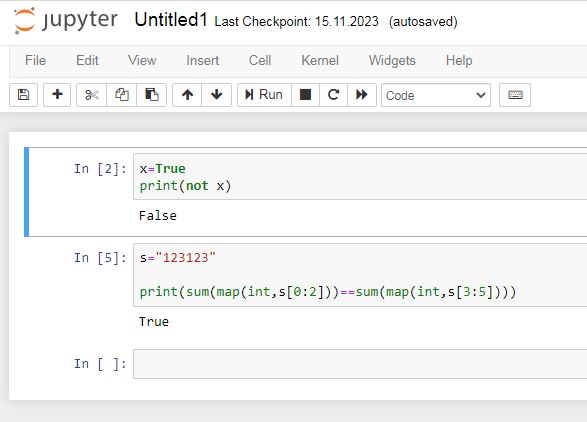 jupyter Untitled1 Last Checkpoint: 15.11.2023 (autosaved)
File Edit View Insert Cell Kernel Widgets Help
Run Code
In [2]: x=True
print(not x)
False
In [5]: s="123123"
print(sum(map(int,s[0:2]))==sum(map(int,s[3:5])))
True
In [ ]: